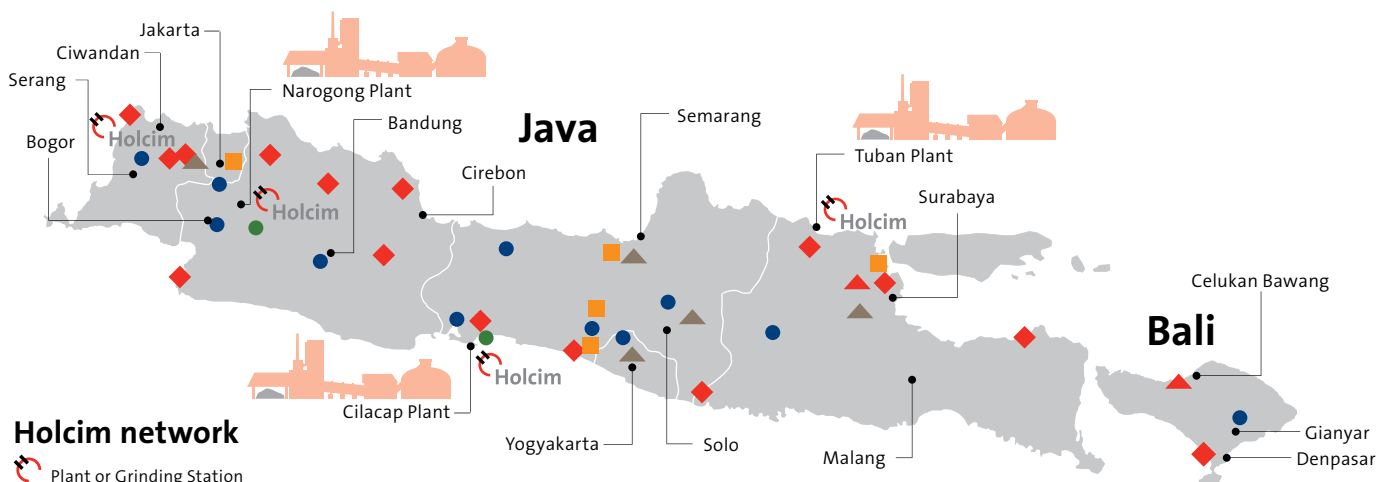 Jakarta
Ciwandan
Serang
Narogong Plant
Bogor
Holcim
Bandung
Java
Semarang
Tuban Plant
Cirebon
Surabaya
Holcim
Holcim
Celukan Bawang
Bali
Holcim
Cilacap Plant
Yogyakarta
Solo
Malang
Gianyar
Denpasar
Holcim network
Plant or Grinding Station